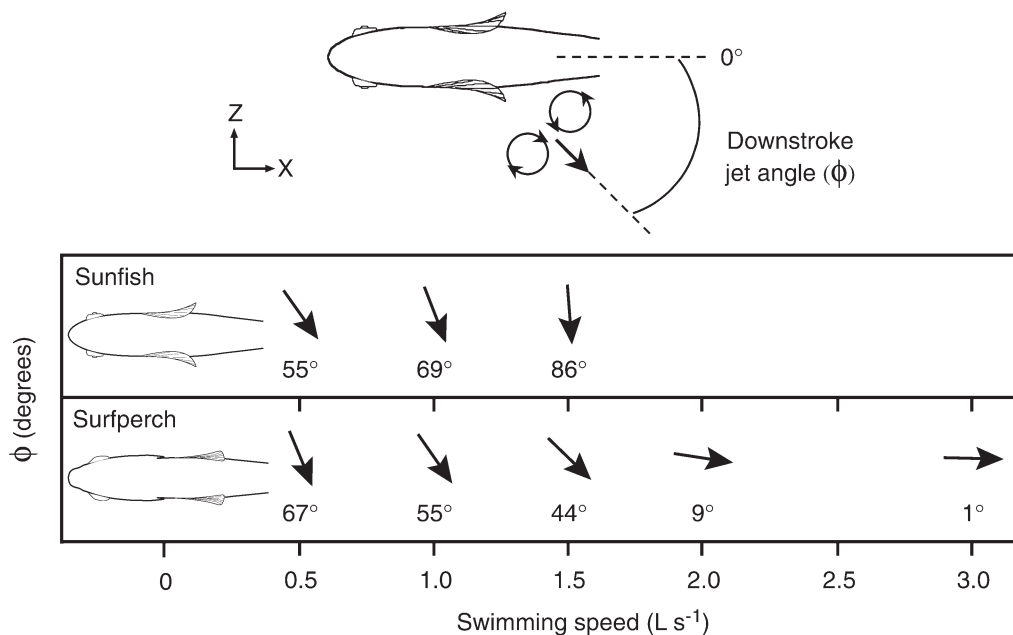 0°
Z
X
Downstroke
jet angle (ϕ)
Sunfish
55° 69° 86°
ϕ (degrees)
Surfperch
67° 55° 44° 9° 1°
0 0.5 1.0 1.5 2.0 2.5 3.0
Swimming speed (L s⁻¹)